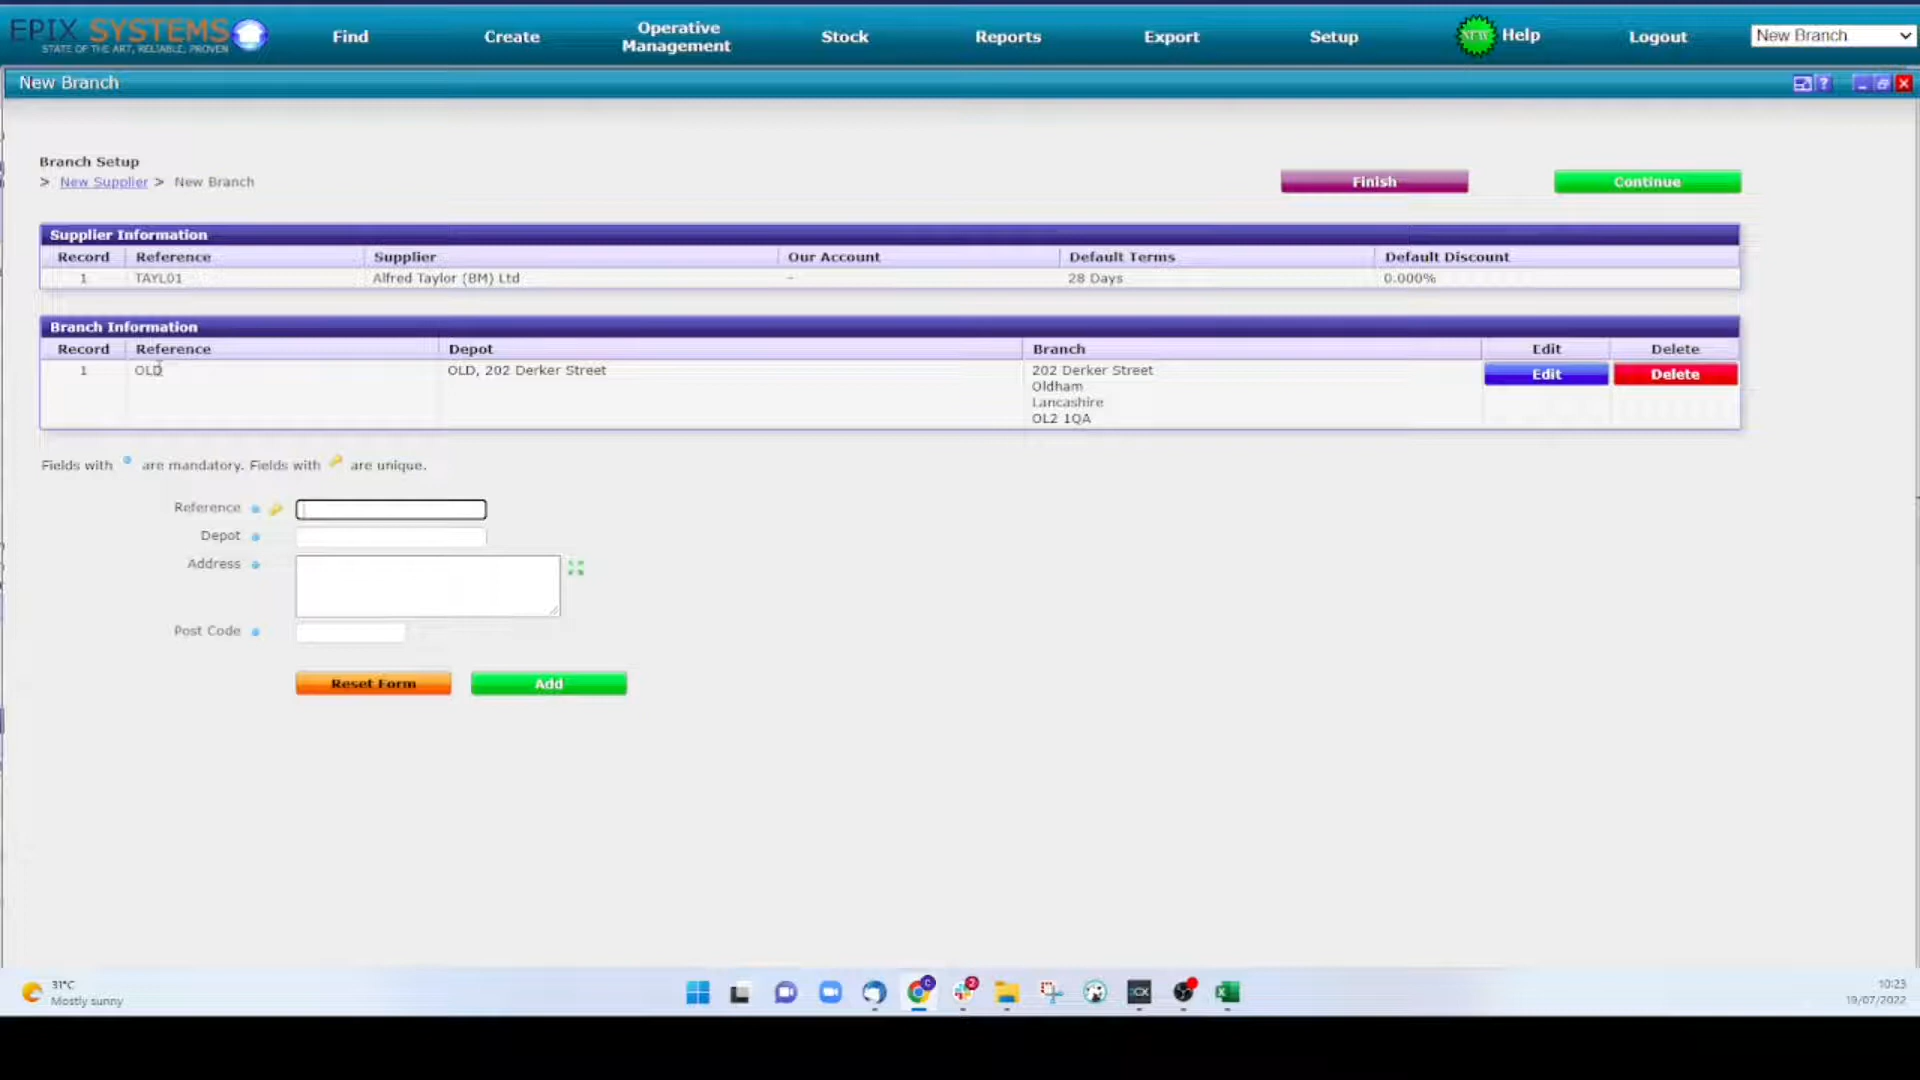 EPIX SYSTEMS
STATE OF THE ART, RELIABLE, PROVEN
Find
Create
Operative
Management
Stock
Reports
Export
Setup
NEW
Help
Logout
New Branch
New Branch
?
Branch Setup
> New Supplier > New Branch
Finish
Continue
Supplier Information
Record Reference Supplier Our Account Default Terms Default Discount
1 TAYL01 Alfred Taylor (BM) Ltd - 28 Days 0.000%
Branch Information
Record Reference Depot Branch Edit Delete
1 OLD OLD, 202 Derker Street 202 Derker Street Edit Delete
Oldham
Lancashire
OL2 1QA
Fields with are mandatory. Fields with are unique.
Reference
Depot
Address
Post Code
Reset Form Add
31°C
Mostly sunny
C
2
10:23
19/07/2022